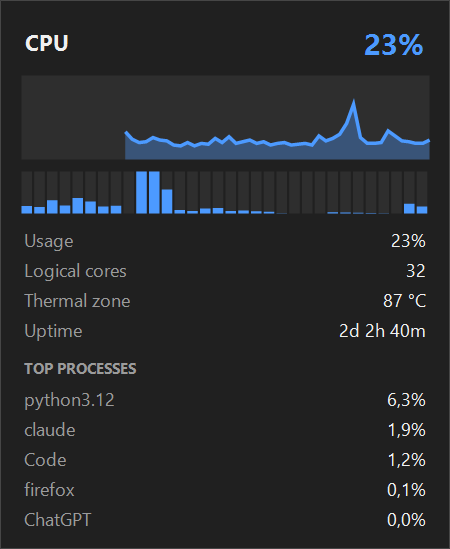 CPU 23%
Usage 23%
Logical cores 32
Thermal zone 87 °C
Uptime 2d 2h 40m
TOP PROCESSES
python3.12 6,3%
claude 1,9%
Code 1,2%
firefox 0,1%
ChatGPT 0,0%